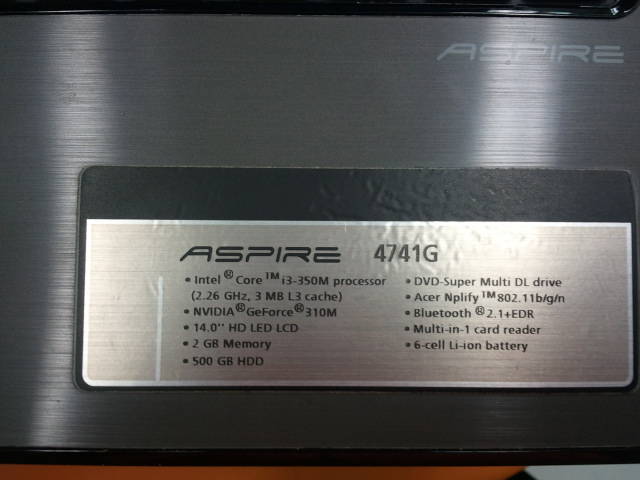 ASPIRE
ASPIRE 4741G
• Intel® Core™ i3-350M processor
(2.26 GHz, 3 MB L3 cache)
• NVIDIA® GeForce® 310M
• 14.0'' HD LED LCD
• 2 GB Memory
• 500 GB HDD
• DVD-Super Multi DL drive
• Acer Nplify™ 802.11b/g/n
• Bluetooth® 2.1+EDR
• Multi-in-1 card reader
• 6-cell Li-ion battery